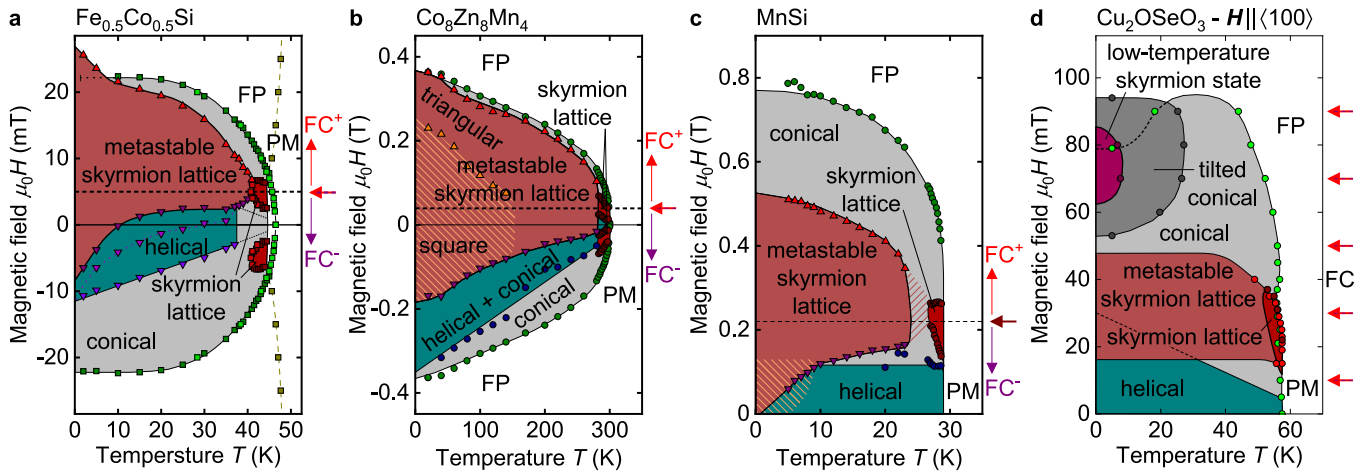 a Fe0.5Co0.5Si
Magnetic field μ0H (mT)
20
10
0
-10
-20
FP
PM
metastable
skyrmion lattice
helical
skyrmion
lattice
conical
FC+
FC-
0 10 20 30 40 50
Tempersture T (K)
b Co8Zn8Mn4
Magnetic field μ0H (T)
0.4
0.2
0
-0.2
-0.4
FP
skyrmion
lattice
triangular
metastable
skyrmion lattice
square
helical + conical
conical
PM
FP
FC+
FC-
0 100 200 300
Temperature T (K)
c MnSi
Magnetic field μ0H (T)
0.8
0.6
0.4
0.2
0
FP
conical
skyrmion
lattice
metastable
skyrmion
lattice
helical
PM
FC+
FC-
0 10 20 30
Temperature T (K)
d Cu2OSeO3 - H||⟨100⟩
Magnetic field μ0H (mT)
100
80
60
40
20
0
low-temperature
skyrmion state
FP
tilted
conical
conical
metastable
skyrmion lattice
skyrmion lattice
helical
PM
FC
0 20 40 60
Temperature T (K)